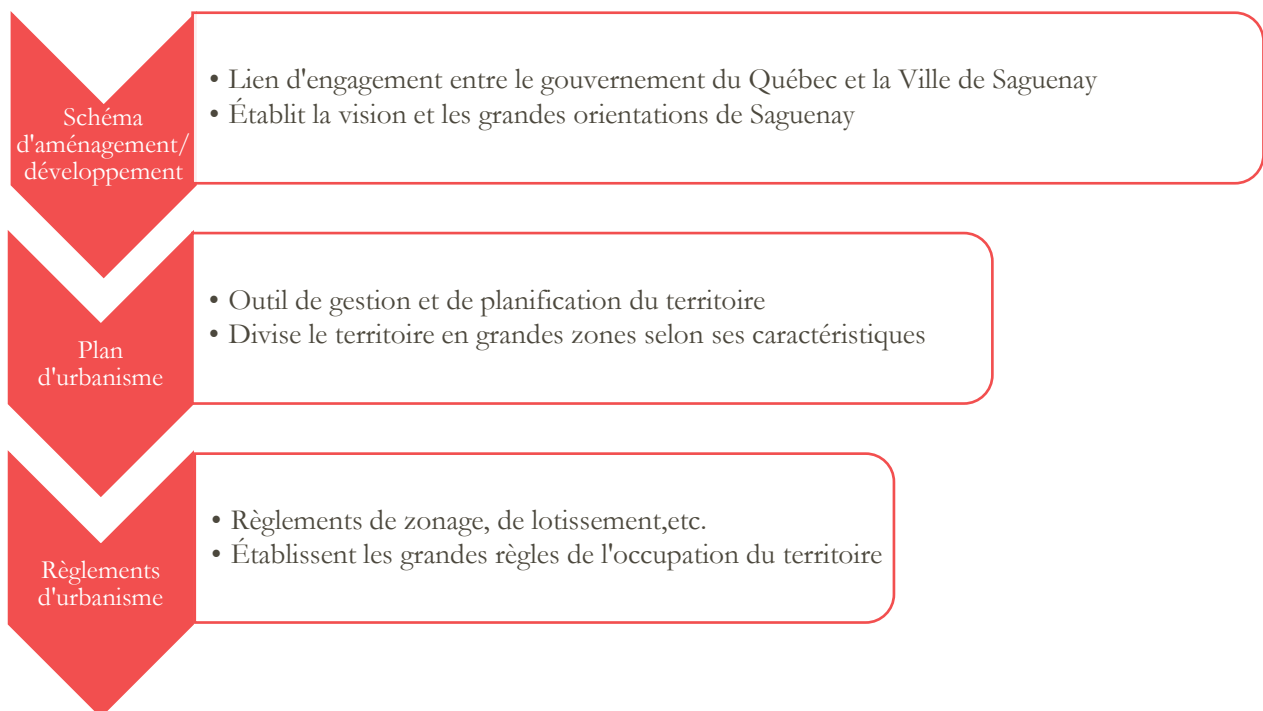 Schéma
d'aménagement/
développement
• Lien d'engagement entre le gouvernement du Québec et la Ville de Saguenay
• Établit la vision et les grandes orientations de Saguenay
Plan
d'urbanisme
• Outil de gestion et de planification du territoire
• Divise le territoire en grandes zones selon ses caractéristiques
Règlements
d'urbanisme
• Règlements de zonage, de lotissement,etc.
• Établissent les grandes règles de l'occupation du territoire